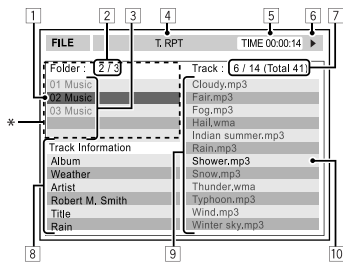 1 2 3 4 5 6 7
FILE T. RPT TIME 00:00:14
Folder : 2 / 3 Track : 6 / 14 (Total 41)
01 Music
02 Music
03 Music
*
Cloudy.mp3
Fair.mp3
Fog.mp3
Hail.wma
Indian summer.mp3
Rain.mp3
Shower.mp3
Snow.mp3
Thunder.wma
Typhoon.mp3
Wind.mp3
Winter sky.mp3
Track Information
Album
Weather
Artist
Robert M. Smith
Title
Rain
8 9 10